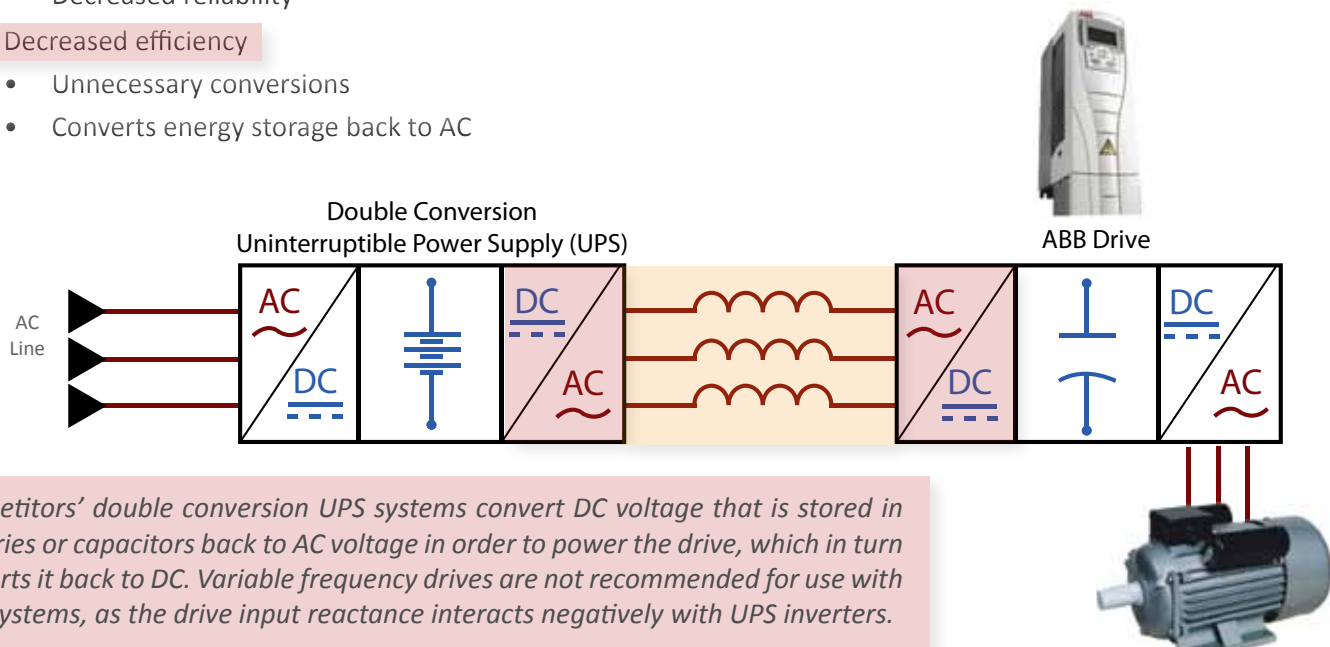 Decreased reliability
Decreased efficiency
• Unnecessary conversions
• Converts energy storage back to AC
ABB
Double Conversion
Uninterruptible Power Supply (UPS)
ABB Drive
AC
Line
AC
DC
DC
AC
AC
DC
DC
AC
etitors’ double conversion UPS systems convert DC voltage that is stored in
ries or capacitors back to AC voltage in order to power the drive, which in turn
rts it back to DC. Variable frequency drives are not recommended for use with
ystems, as the drive input reactance interacts negatively with UPS inverters.